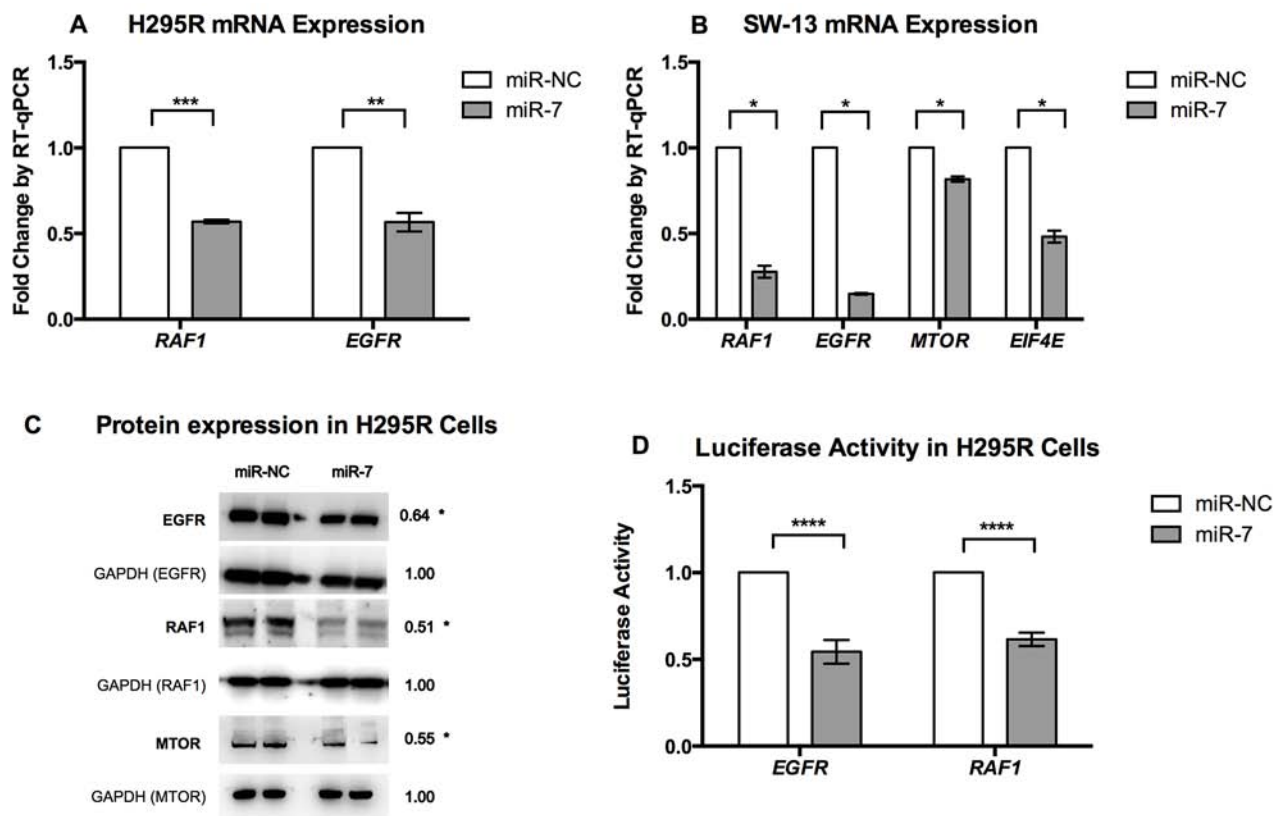 A H295R mRNA Expression
Fold Change by RT-qPCR
1.5
1.0
0.5
0.0
*** **
RAF1 EGFR
miR-NC
miR-7
B SW-13 mRNA Expression
Fold Change by RT-qPCR
1.5
1.0
0.5
0.0
* * * *
RAF1 EGFR MTOR EIF4E
miR-NC
miR-7
C Protein expression in H295R Cells
miR-NC miR-7
EGFR 0.64 *
GAPDH (EGFR) 1.00
RAF1 0.51 *
GAPDH (RAF1) 1.00
MTOR 0.55 *
GAPDH (MTOR) 1.00
D Luciferase Activity in H295R Cells
Luciferase Activity
1.5
1.0
0.5
0.0
**** ****
EGFR RAF1
miR-NC
miR-7